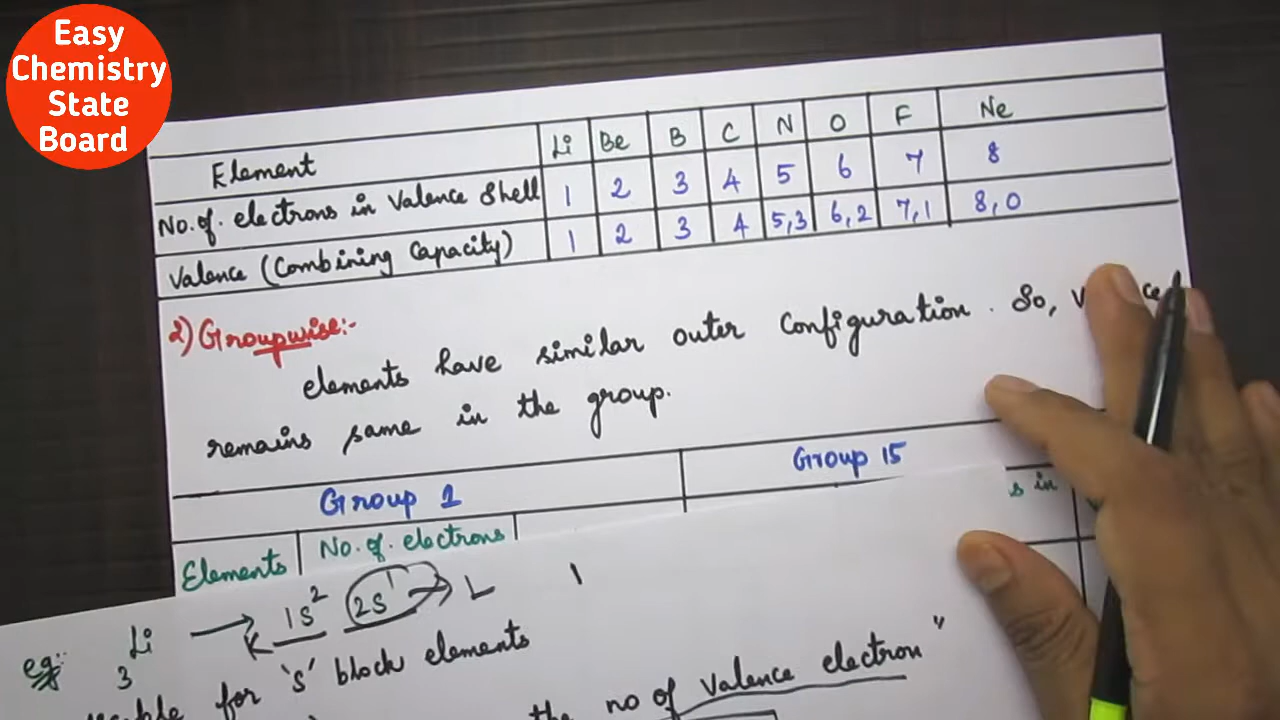 Easy
Chemistry
State
Board
Element Li Be B C N O F Ne
No. of. electrons in Valence Shell 1 2 3 4 5 6 7 8
Valence (Combining Capacity) 1 2 3 4 5,3 6,2 7,1 8,0
2) Groupwise:-
elements have similar outer configuration. So,
remains same in the group.
Group 1 Group 15
Elements No. of. electrons s in
eg:- 3Li → K 1s² 2s¹ → L 1
for 's' block elements
the no of valence electron"